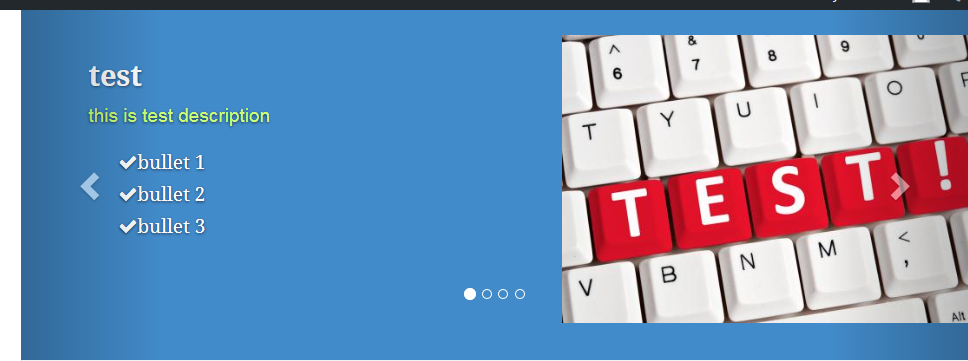 test
this is test description
bullet 1
bullet 2
bullet 3
^ 6
& 7
8
9
T Y U I O
T E S T !
V B N M < ,
Alt